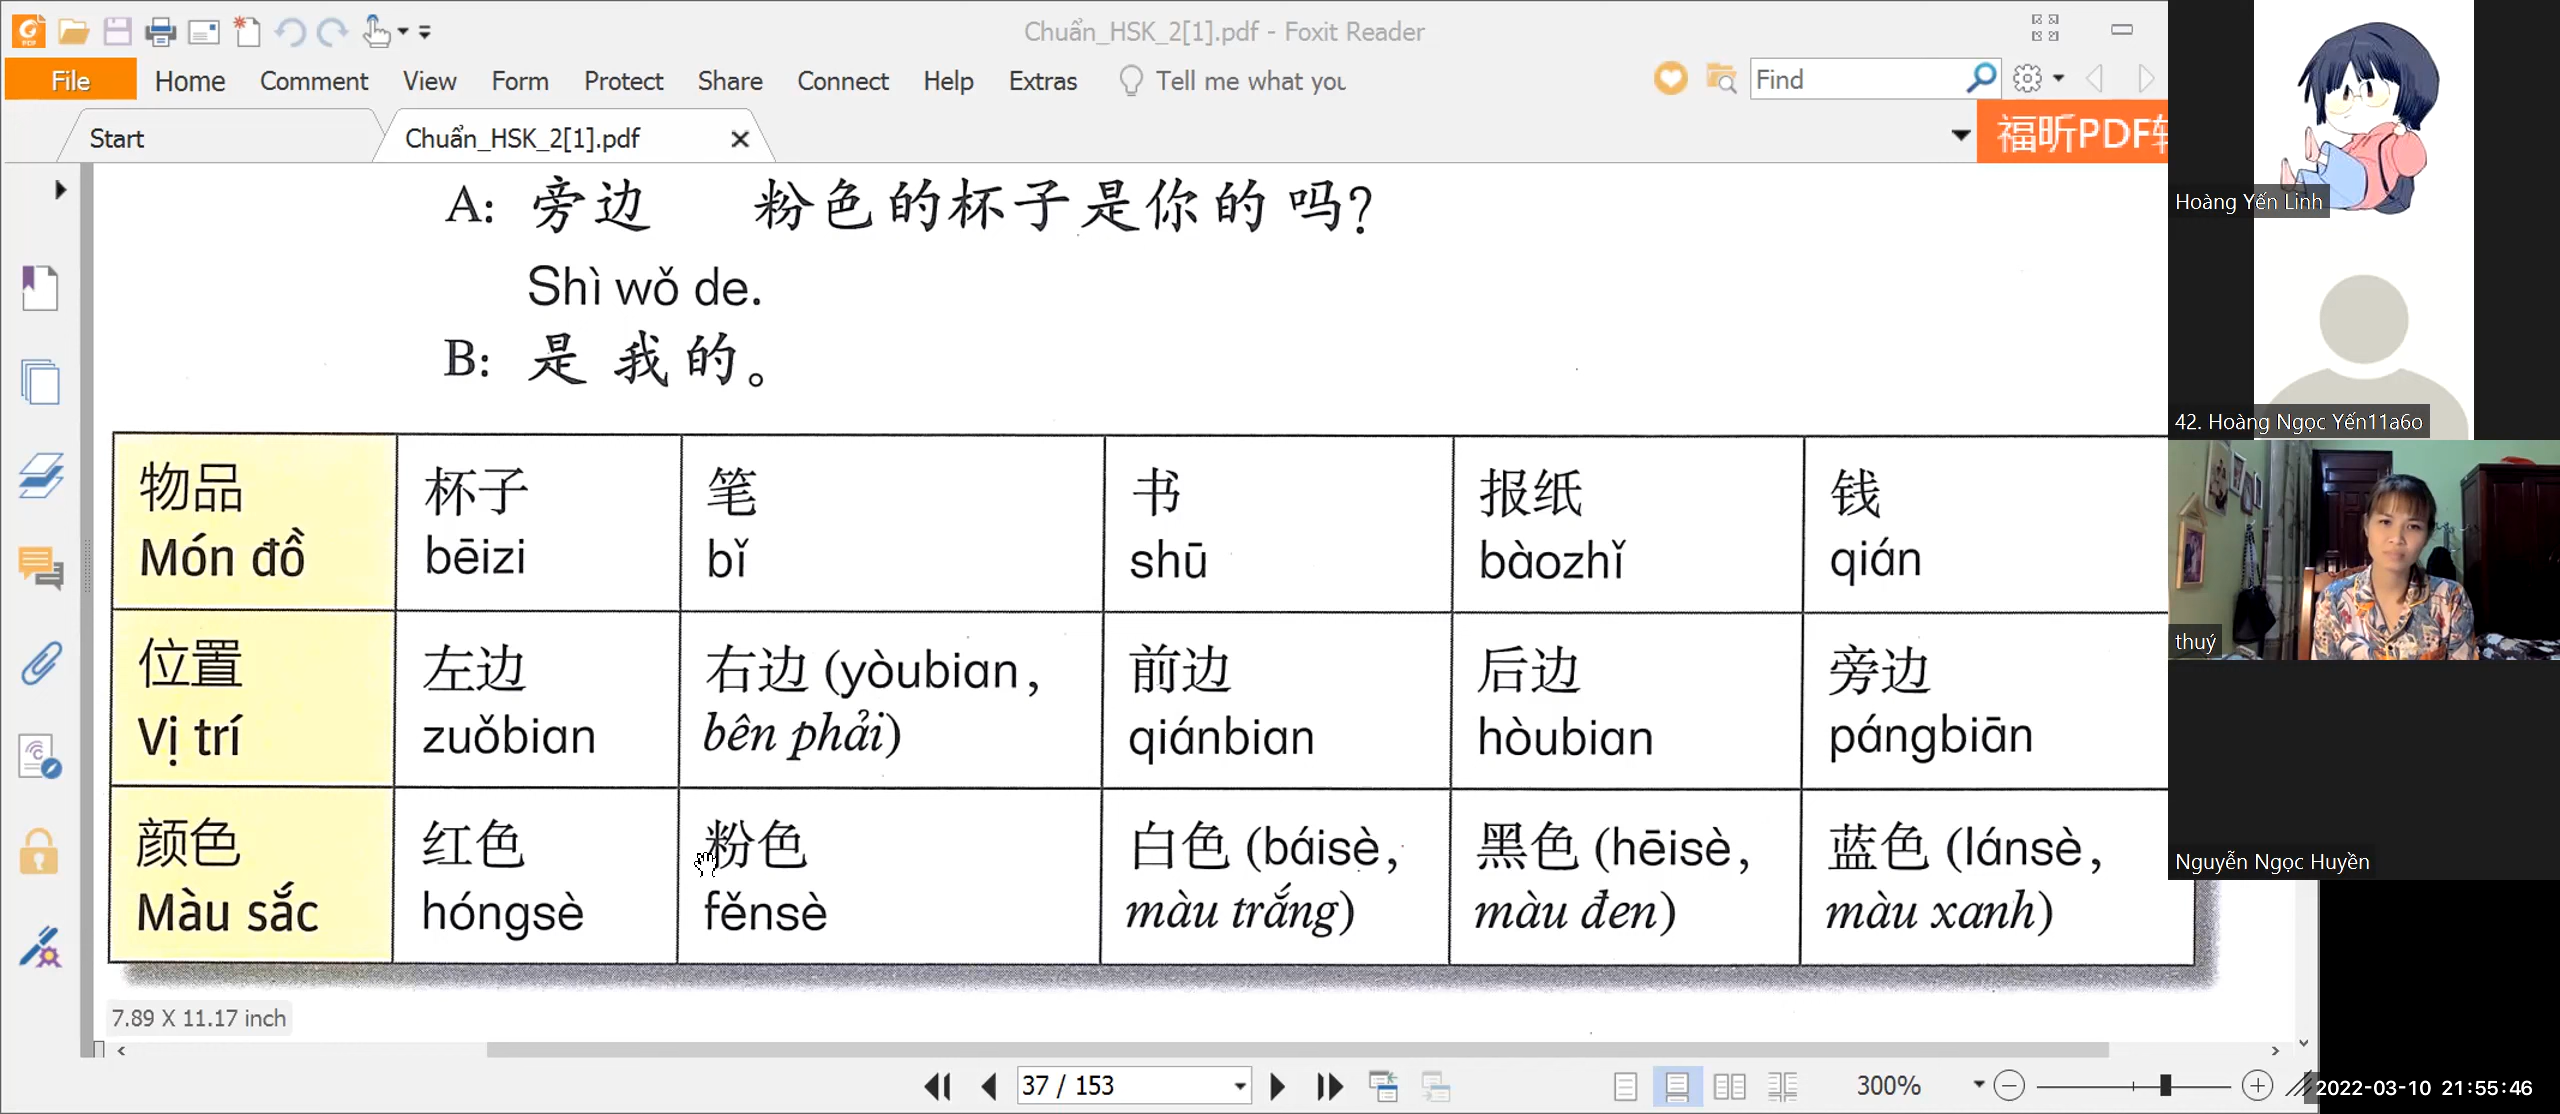 Chuẩn_HSK_2[1].pdf - Foxit Reader
File Home Comment View Form Protect Share Connect Help Extras Tell me what you Find
Start Chuẩn_HSK_2[1].pdf
福昕PDF转
A: 旁边 粉色的杯子是你的吗?
Shì wǒ de.
B: 是我的。
物品 杯子 笔 书 报纸 钱
Món đồ bēizi bǐ shū bàozhǐ qián
位置 左边 右边 (yòubian, 前边 后边 旁边
Vị trí zuǒbian bên phải) qiánbian hòubian pángbiān
颜色 红色 粉色 白色 (báisè, 黑色 (hēisè, 蓝色 (lánsè,
Màu sắc hóngsè fěnsè màu trắng) màu đen) màu xanh)
7.89 X 11.17 inch
37 / 153
300%
Hoàng Yến Linh
42. Hoàng Ngọc Yến11a6o
thuý
Nguyễn Ngọc Huyền
2022-03-10 21:55:46